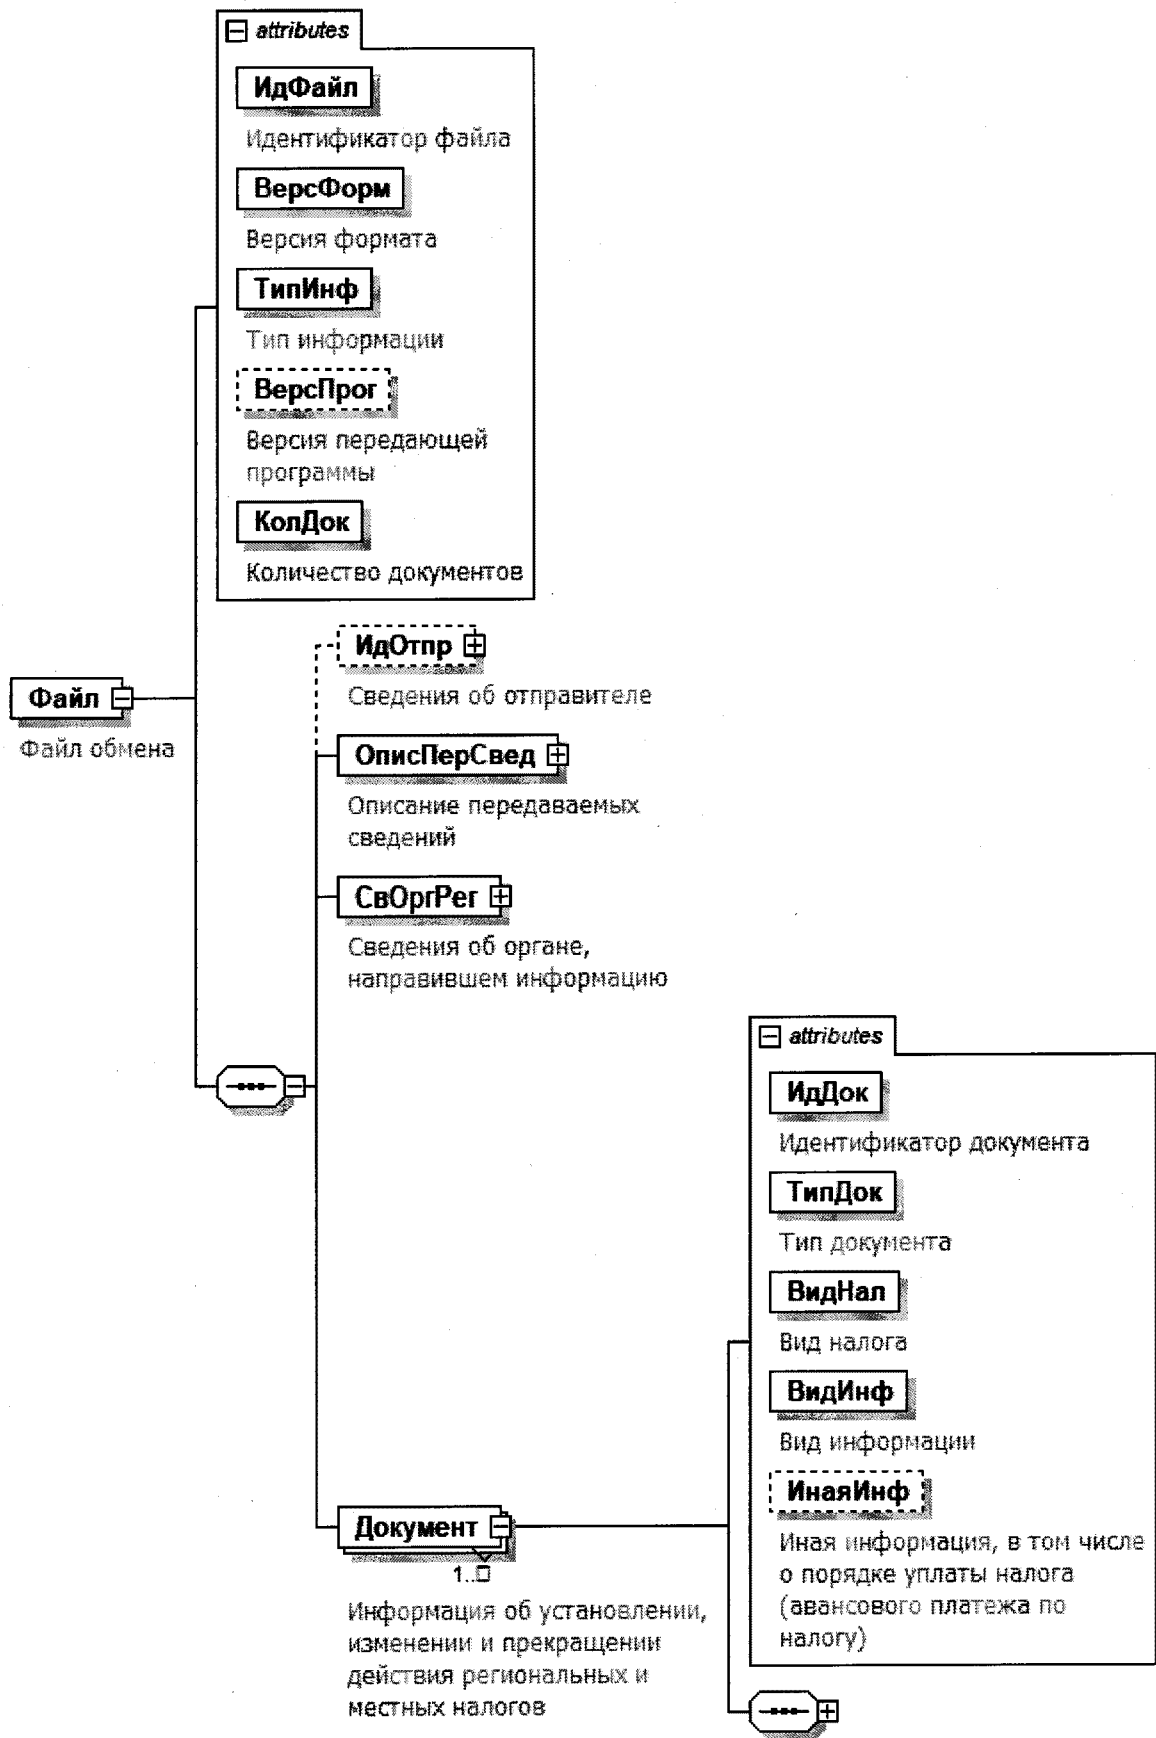 attributes
ИдФайл
Идентификатор файла
ВерсФорм
Версия формата
ТипИнф
Тип информации
ВерсПрог
Версия передающей
программы
КолДок
Количество документов
Файл
Файл обмена
ИдОтпр
Сведения об отправителе
ОписПерСвед
Описание передаваемых
сведений
СвОргРег
Сведения об органе,
направившем информацию
Документ
1..□
Информация об установлении,
изменении и прекращении
действия региональных и
местных налогов
attributes
ИдДок
Идентификатор документа
ТипДок
Тип документа
ВидНал
Вид налога
ВидИнф
Вид информации
ИнаяИнф
Иная информация, в том числе
о порядке уплаты налога
(авансового платежа по
налогу)